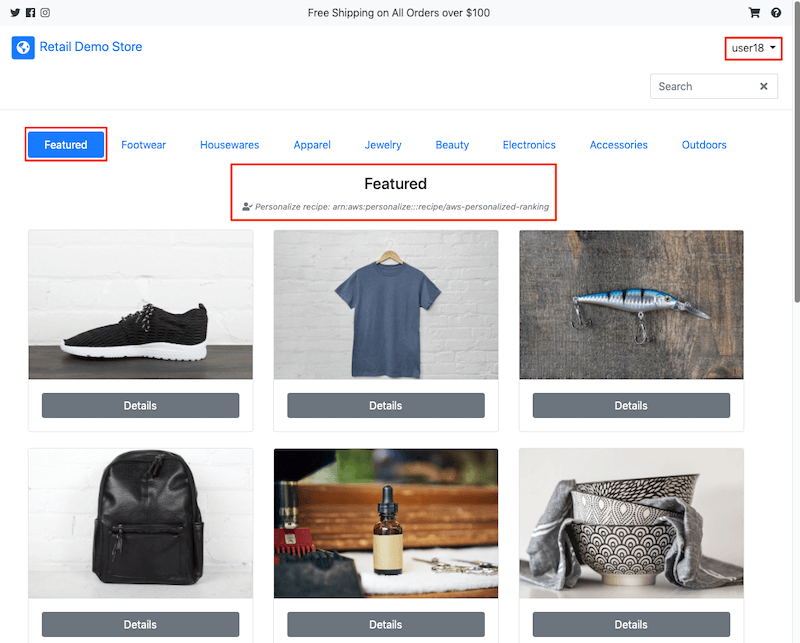 Free Shipping on All Orders over $100
Retail Demo Store
user18
Search
Featured
Footwear
Housewares
Apparel
Jewelry
Beauty
Electronics
Accessories
Outdoors
Featured
Personalize recipe: arn:aws:personalize:::recipe/aws-personalized-ranking
Details
Details
Details
Details
Details
Details